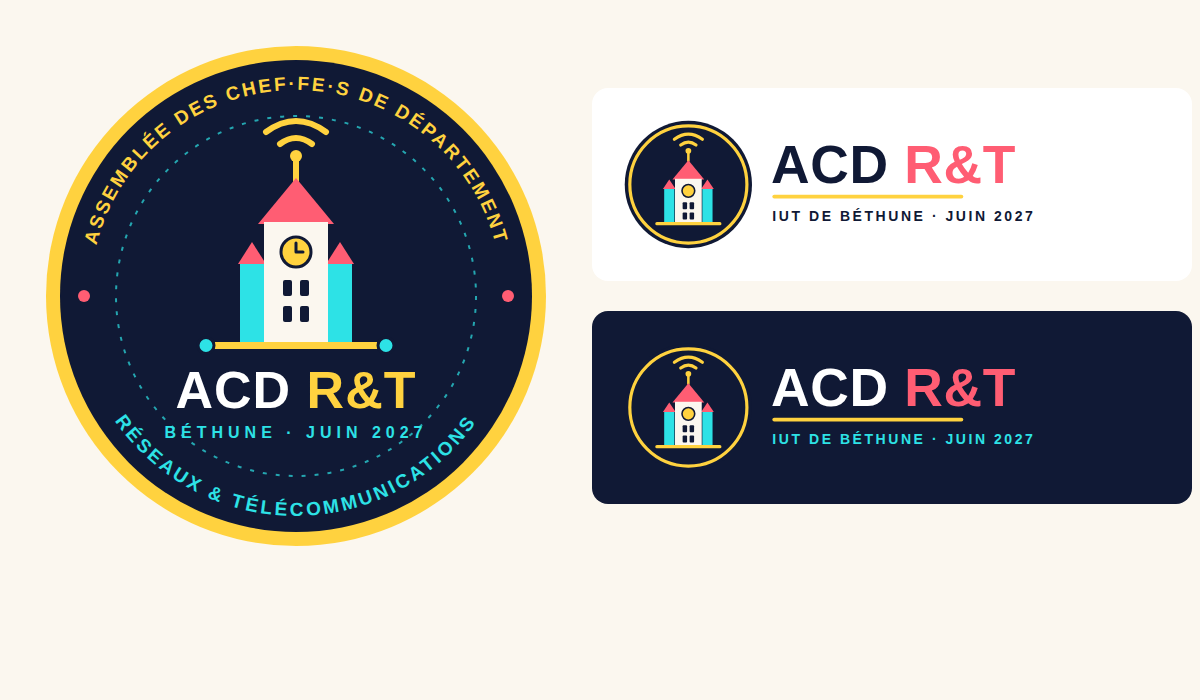 ASSEMBLÉE DES CHEF·FE·S DE DÉPARTEMENT
ACD R&T
BÉTHUNE · JUIN 2027
RÉSEAUX & TÉLÉCOMMUNICATIONS
ACD R&T
IUT DE BÉTHUNE · JUIN 2027
ACD R&T
IUT DE BÉTHUNE · JUIN 2027